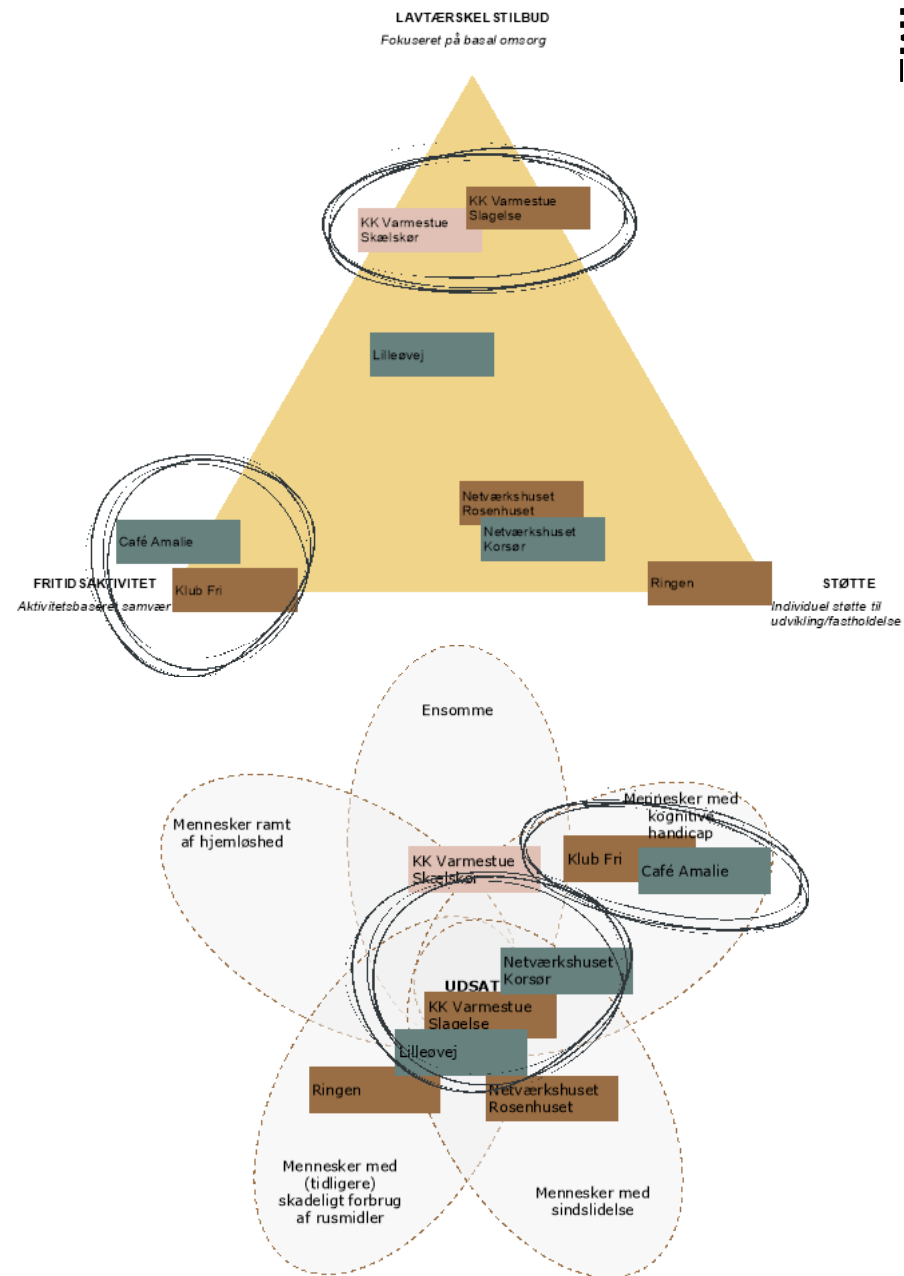 LAVTÆRSKELSTILBUD
Fokuseret på basal omsorg
KK Varmestue
Slagelse
KK Varmestue
Skælskør
Lilleøvej
Netværkshuset
Rosenhuset
Netværkshuset
Korsør
Café Amalie
FRITIDSAKTIVITET
Aktivitetsbaseret samvær
Klub Fri
Ringen
STØTTE
Individuel støtte til
udvikling/fastholdelse
Ensomme
Mennesker med
kognitive
handicap
Mennesker ramt
af hjemløshed
KK Varmestue
Skælskør
Klub Fri
Café Amalie
Netværkshuset
Korsør
UDSAT
KK Varmestue
Slagelse
Lilleøvej
Ringen
Netværkshuset
Rosenhuset
Mennesker med
(tidligere)
skadeligt forbrug
af rusmidler
Mennesker med
sindslidelse